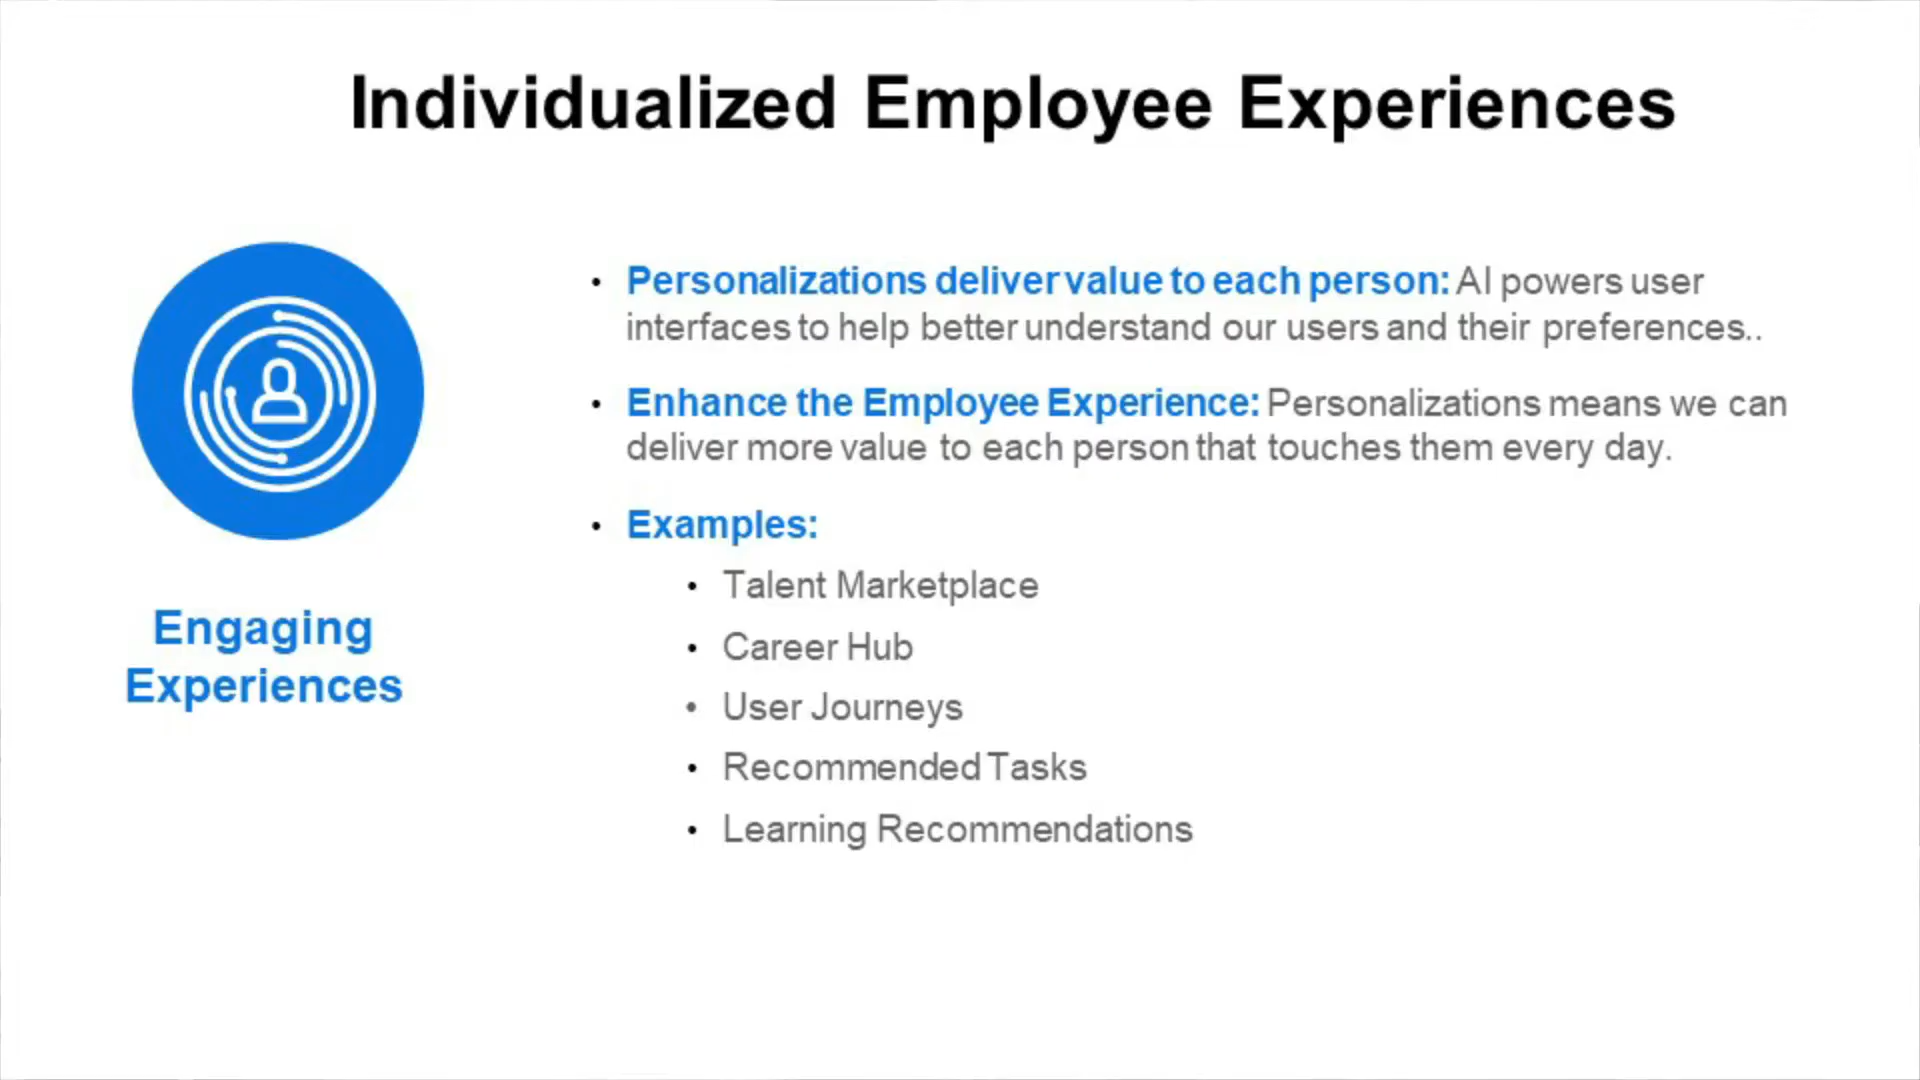 Individualized Employee Experiences
Engaging
Experiences
• Personalizations deliver value to each person: AI powers user
interfaces to help better understand our users and their preferences..
• Enhance the Employee Experience: Personalizations means we can
deliver more value to each person that touches them every day.
• Examples:
• Talent Marketplace
• Career Hub
• User Journeys
• Recommended Tasks
• Learning Recommendations